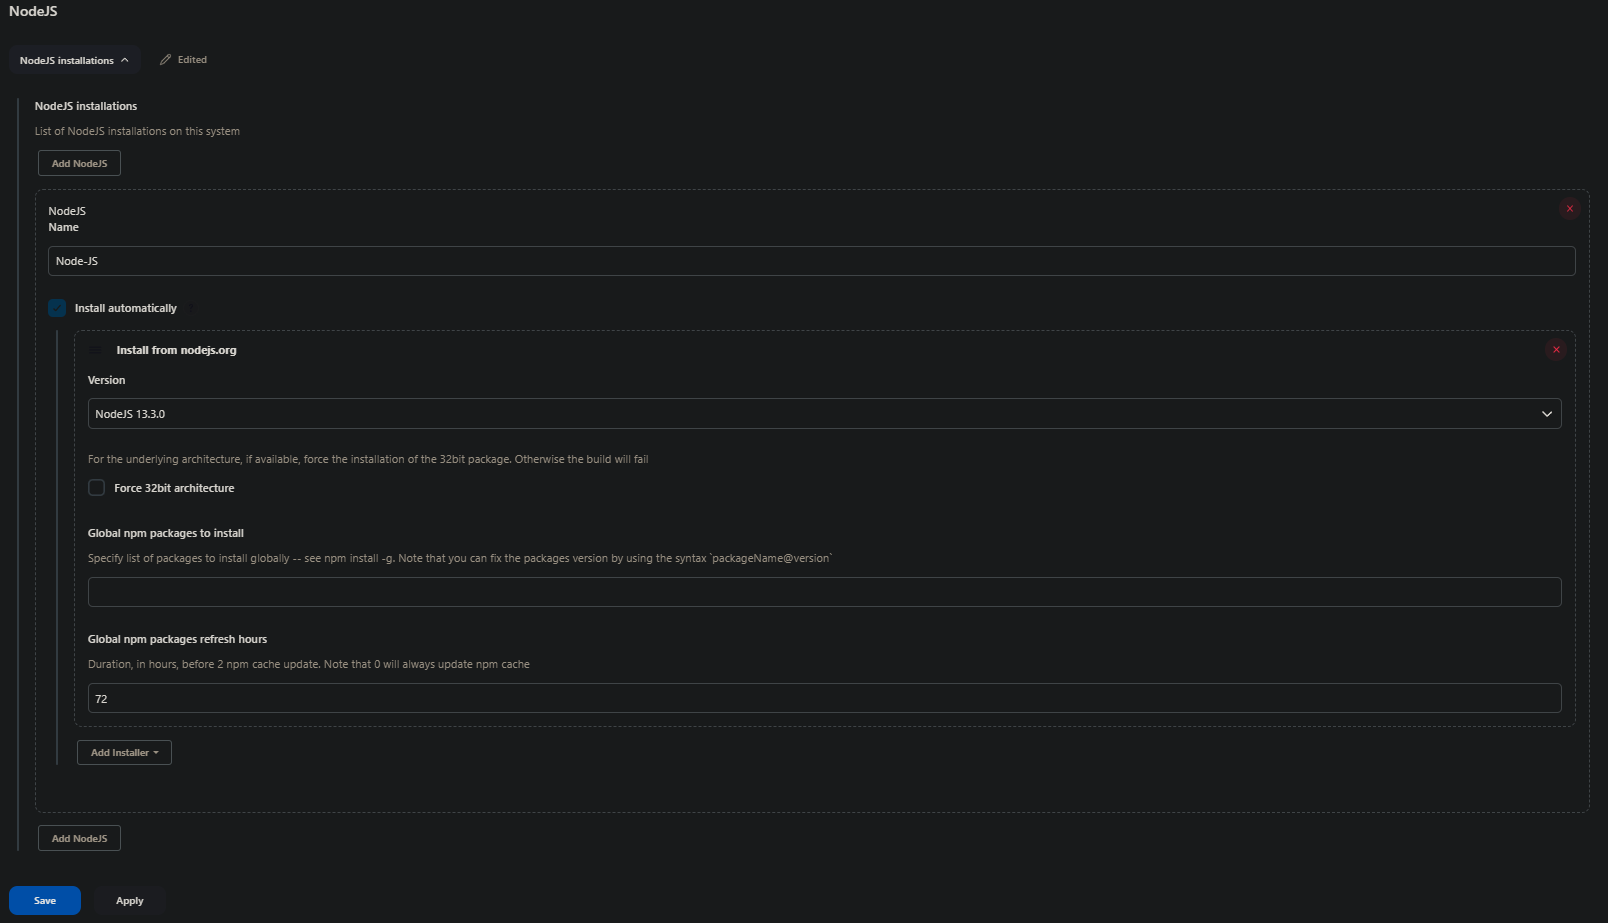 NodeJS
NodeJS installations
Edited
NodeJS installations
List of NodeJS installations on this system
Add NodeJS
NodeJS
Name
Node-JS
Install automatically
Install from nodejs.org
Version
NodeJS 13.3.0
For the underlying architecture, if available, force the installation of the 32bit package. Otherwise the build will fail
Force 32bit architecture
Global npm packages to install
Specify list of packages to install globally -- see npm install -g. Note that you can fix the packages version by using the syntax `packageName@version`
Global npm packages refresh hours
Duration, in hours, before 2 npm cache update. Note that 0 will always update npm cache
72
Add Installer
Add NodeJS
Save
Apply